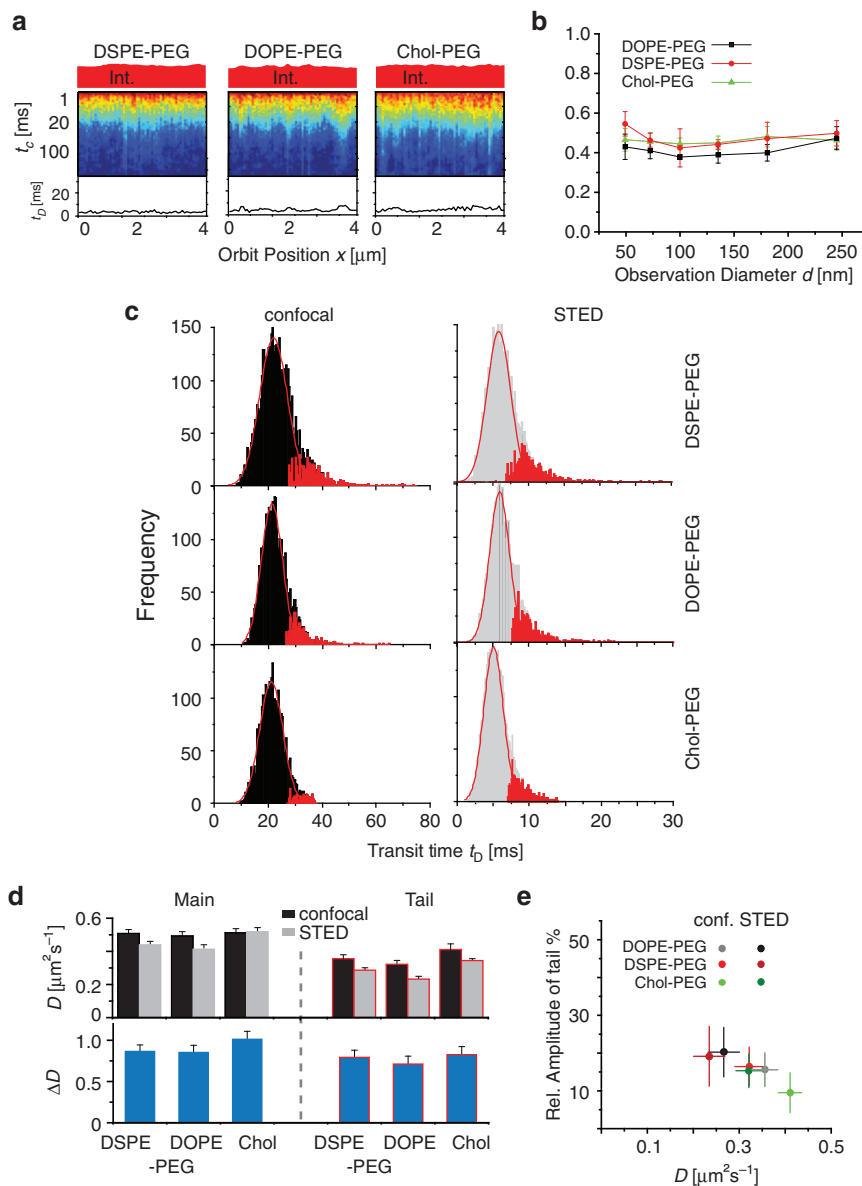 a
DSPE-PEG DOPE-PEG Chol-PEG
Int. Int. Int.
t_c [ms]
1
20
100
t_D [ms]
20
0
0 2 4 0 2 4 0 2 4
Orbit Position x [μm]
b
DOPE-PEG
DSPE-PEG
Chol-PEG
1.0
0.8
0.6
0.4
0.2
0.0
50 100 150 200 250
Observation Diameter d [nm]
c
confocal STED
150
100
50
0
DSPE-PEG
100
50
0
DOPE-PEG
100
50
0
Chol-PEG
Frequency
0 20 40 60 80
0 10 20 30
Transit time t_D [ms]
d
Main Tail
confocal
STED
D [μm²s⁻¹]
0.6
0.3
0
ΔD
1.0
0.5
0
DSPE DOPE Chol DSPE DOPE Chol
-PEG -PEG
e
conf. STED
DOPE-PEG
DSPE-PEG
Chol-PEG
Rel. Amplitude of tail %
50
30
10
0.1 0.3 0.5
D [μm²s⁻¹]